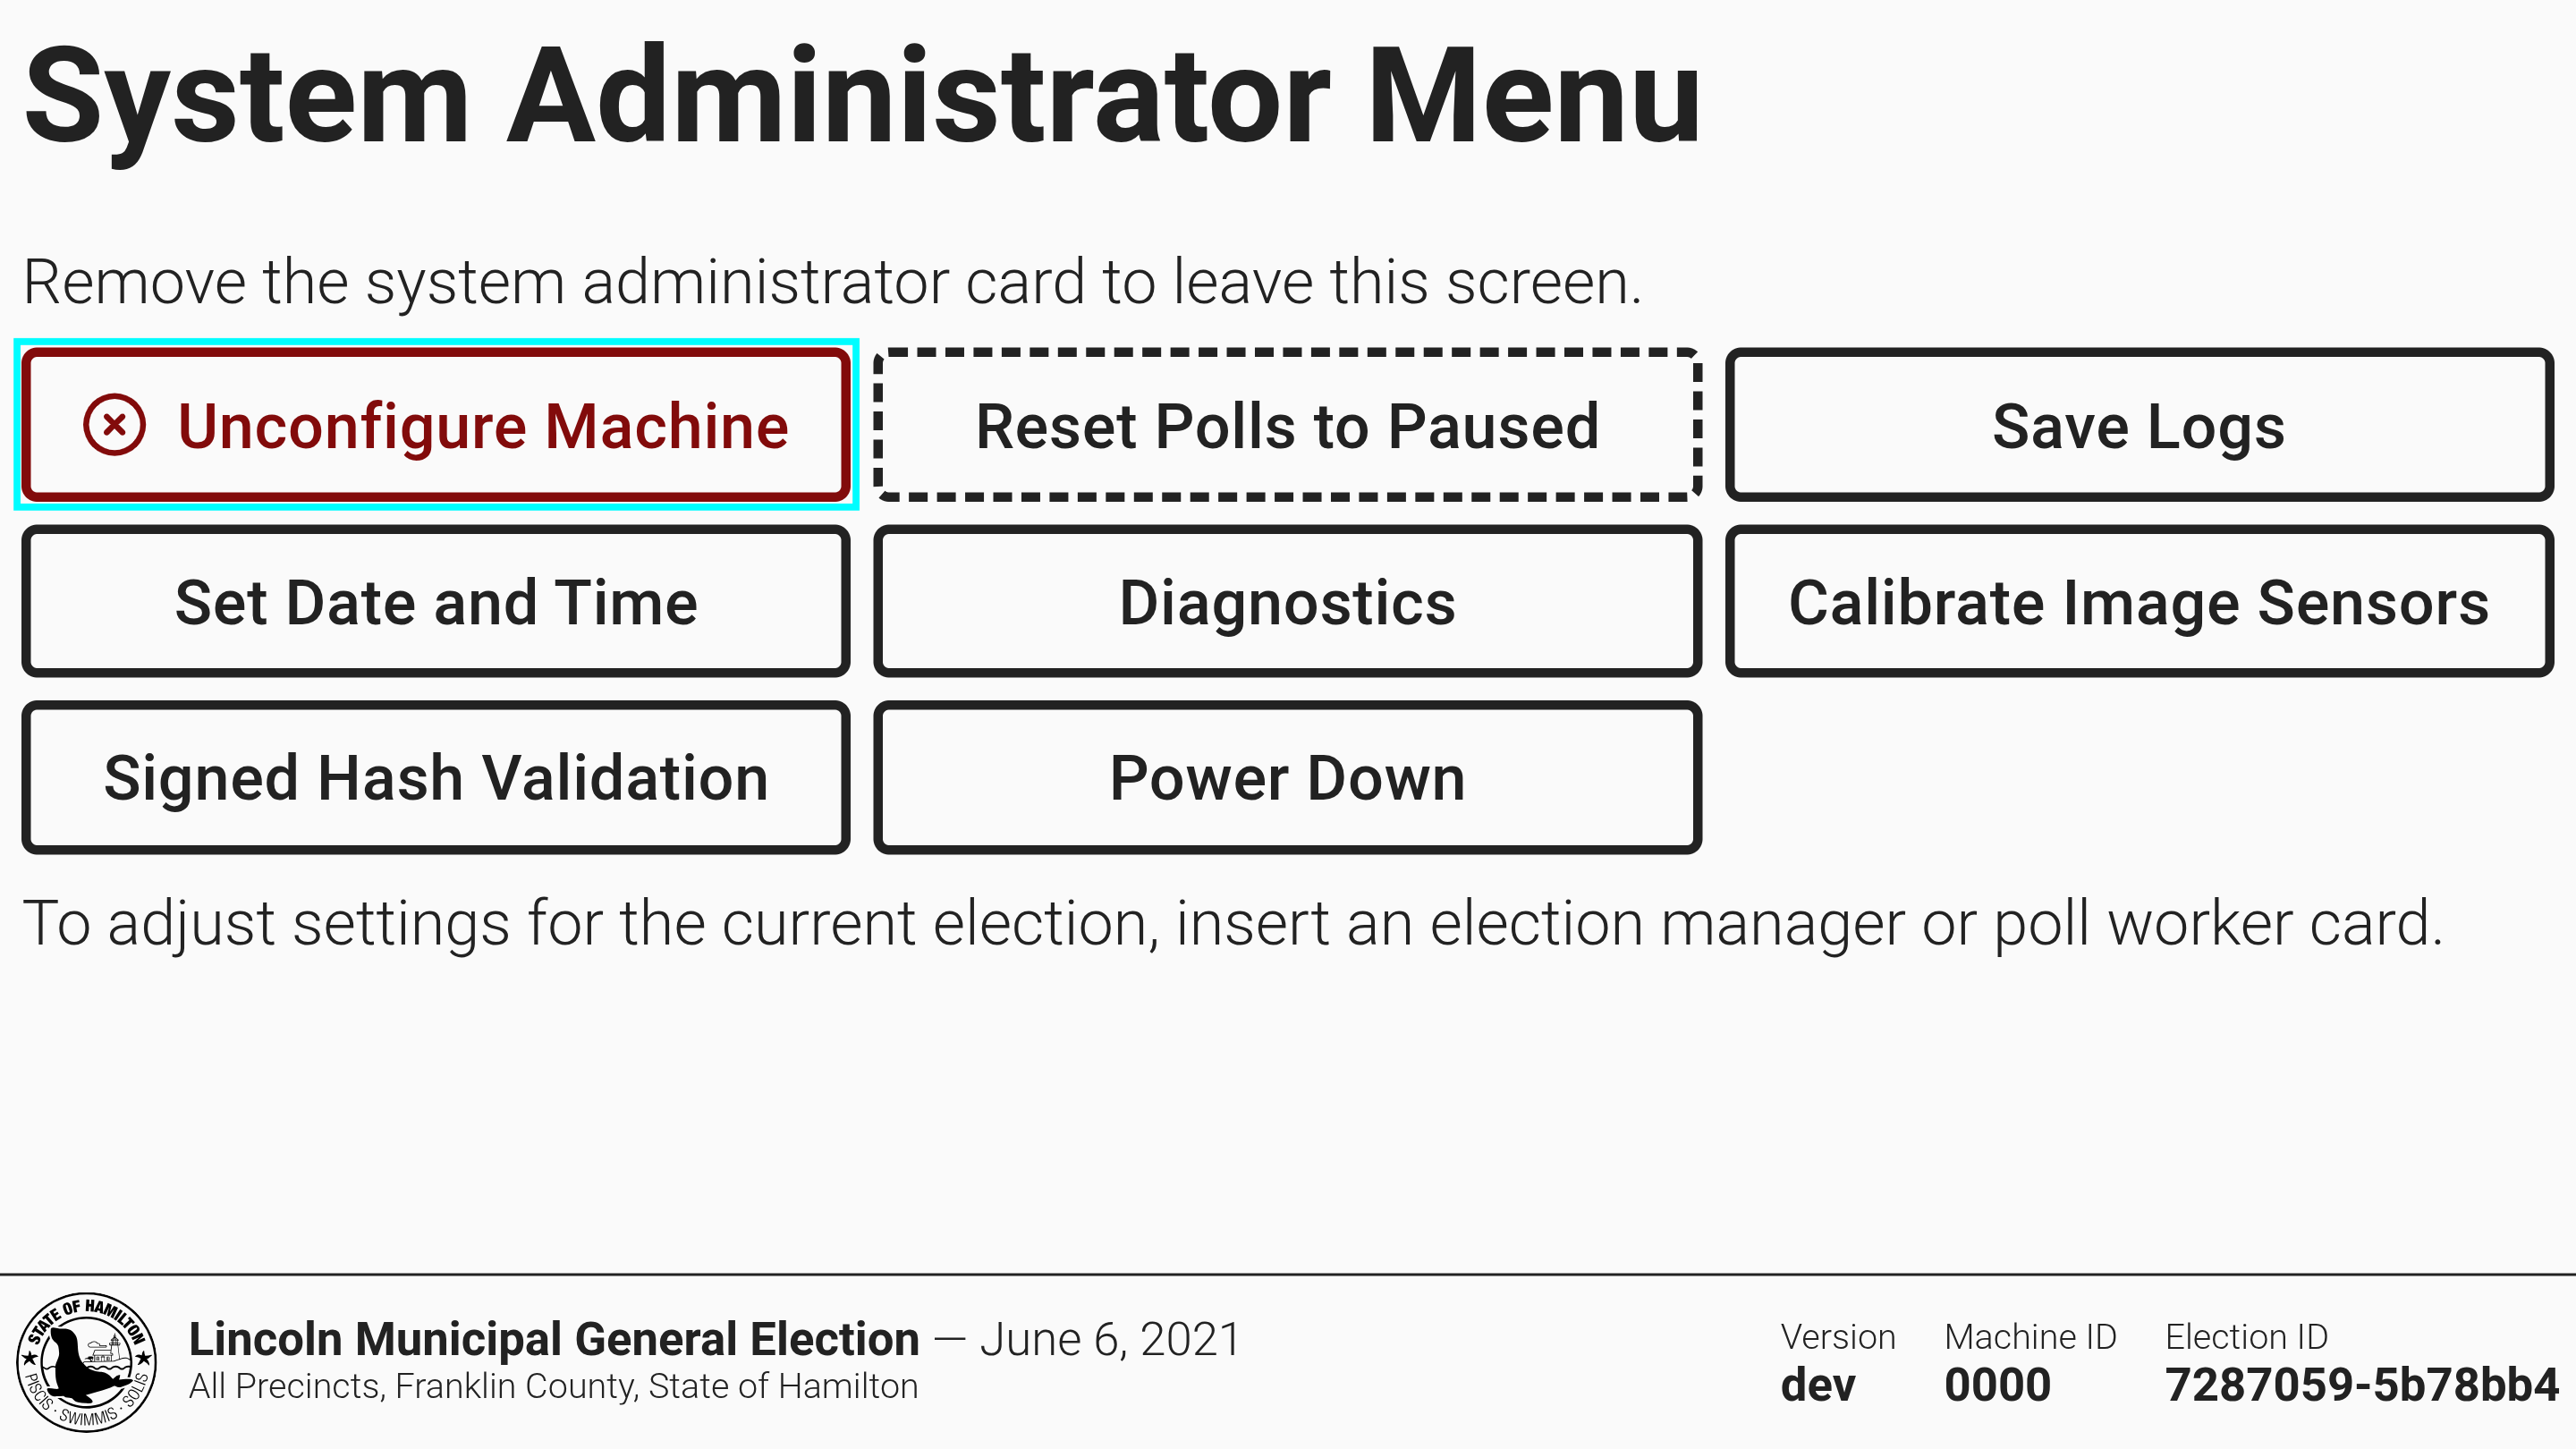 System Administrator Menu
Remove the system administrator card to leave this screen.
Unconfigure Machine
Reset Polls to Paused
Save Logs
Set Date and Time
Diagnostics
Calibrate Image Sensors
Signed Hash Validation
Power Down
To adjust settings for the current election, insert an election manager or poll worker card.
STATE OF HAMILTON
PISCIS · SWIMMIS · SOLIS
Lincoln Municipal General Election — June 6, 2021
All Precincts, Franklin County, State of Hamilton
Version
dev
Machine ID
0000
Election ID
7287059-5b78bb4